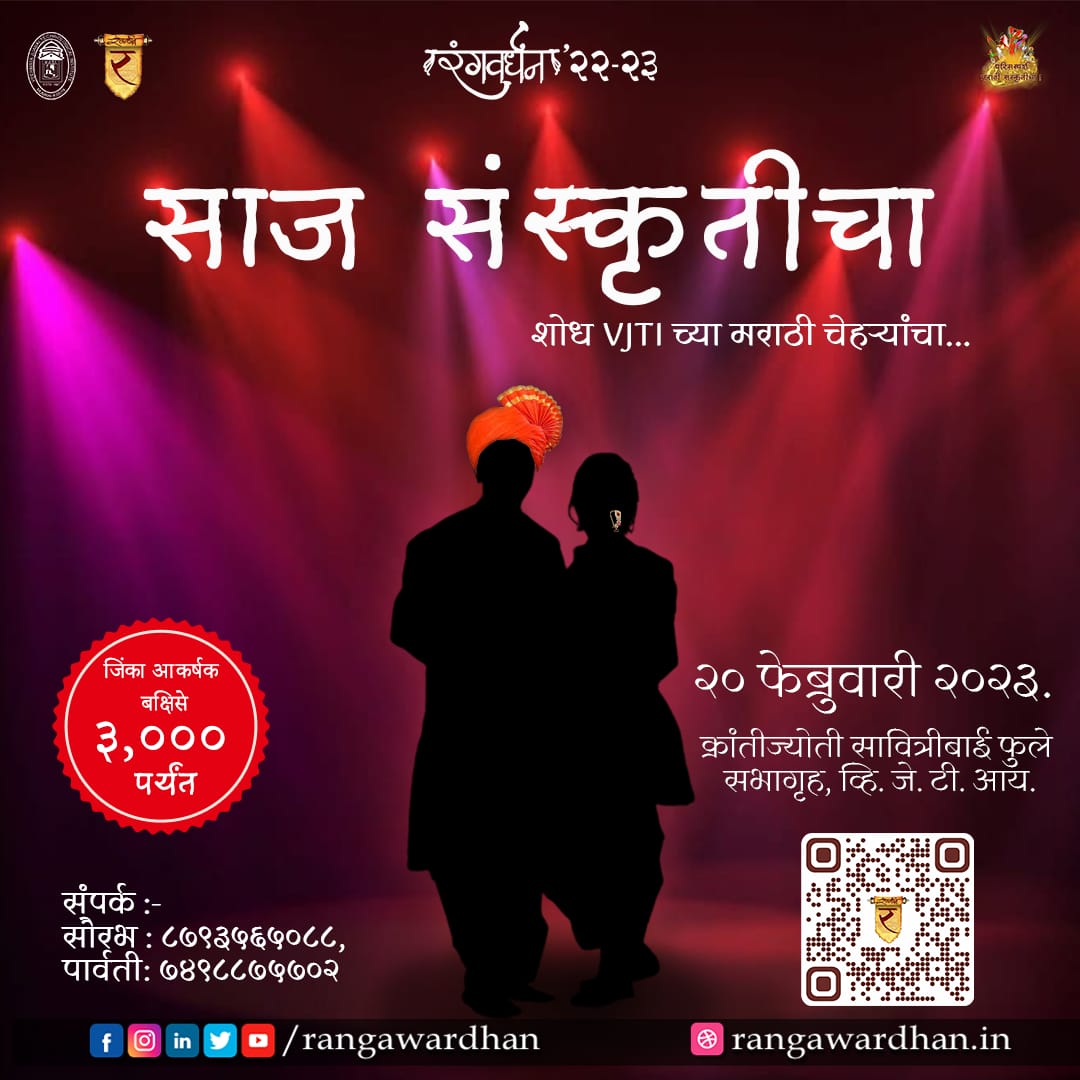 रंगवर्धन '२२-२३
साज संस्कृतीचा
शोध VJTI च्या मराठी चेहऱ्यांचा...
जिंका आकर्षक
बक्षिसे
३,०००
पर्यंत
२० फेब्रुवारी २०२३.
क्रांतीज्योती सावित्रीबाई फुले
सभागृह, व्हि. जे. टी. आय.
संपर्क :-
सौरभ : ८७९३५६५०८८,
पार्वती: ७४९८८७५७०२
र
/rangawardhan
rangawardhan.in